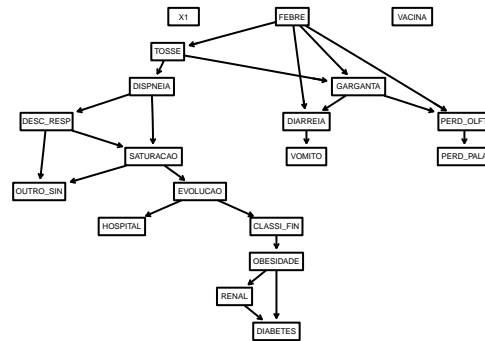 X1 FEBRE VACINA
TOSSE
DISPNEIA GARGANTA
DESC_RESP DIARREIA PERD_OLFT
SATURACAO VOMITO PERD_PALA
OUTRO_SIN EVOLUCAO
HOSPITAL CLASSI_FIN
OBESIDADE
RENAL
DIABETES